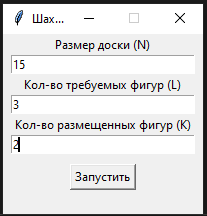 Шах...
Размер доски (N)
15
Кол-во требуемых фигур (L)
3
Кол-во размещенных фигур (K)
2
Запустить